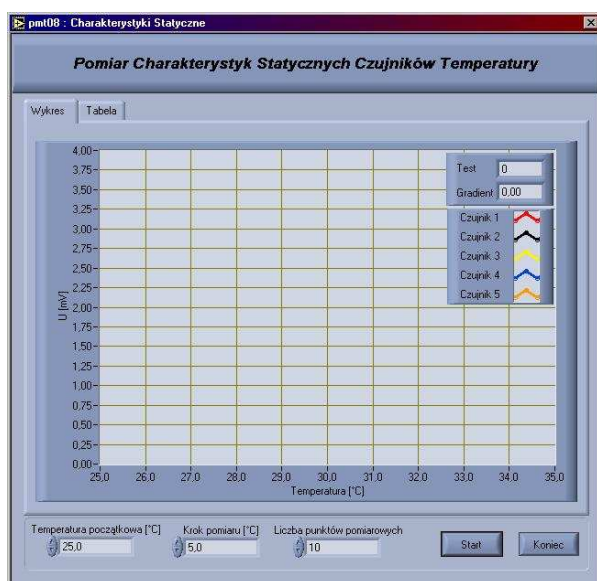 pmt08 : Charakterystyki Statyczne
Pomiar Charakterystyk Statycznych Czujników Temperatury
Wykres Tabela
4,00
3,75
3,50
3,25
3,00
2,75
2,50
2,25
2,00
1,75
1,50
1,25
1,00
0,75
0,50
0,25
0,00
U [mV]
Test 0
Gradient 0,00
Czujnik 1
Czujnik 2
Czujnik 3
Czujnik 4
Czujnik 5
25,0 26,0 27,0 28,0 29,0 30,0 31,0 32,0 33,0 34,0 35,0
Temperatura [°C]
Temperatura początkowa [°C] Krok pomiaru [°C] Liczba punktów pomiarowych
25,0 5,0 10 Start Koniec